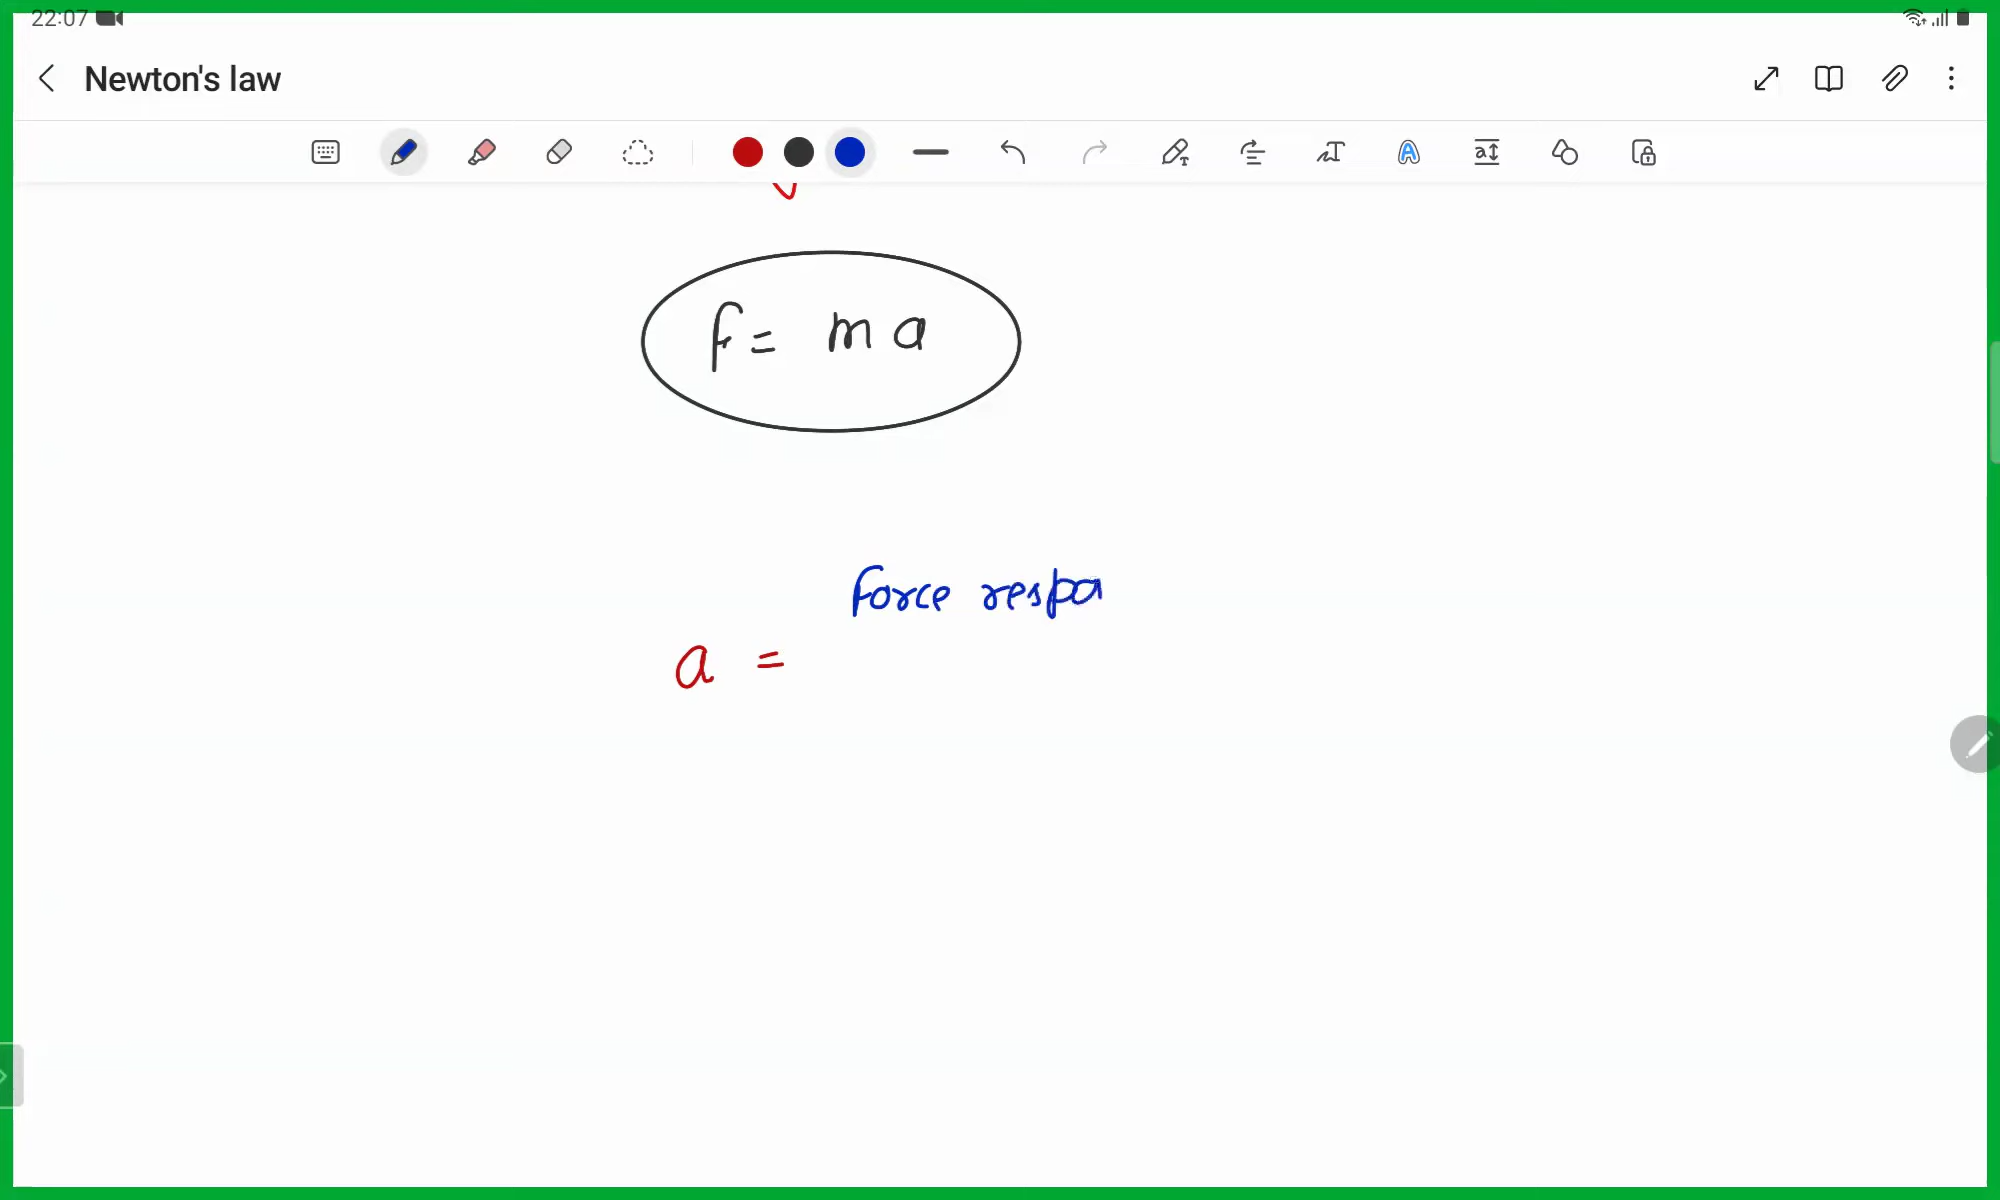 22:07
Newton's law
f = ma
Force respa
a =